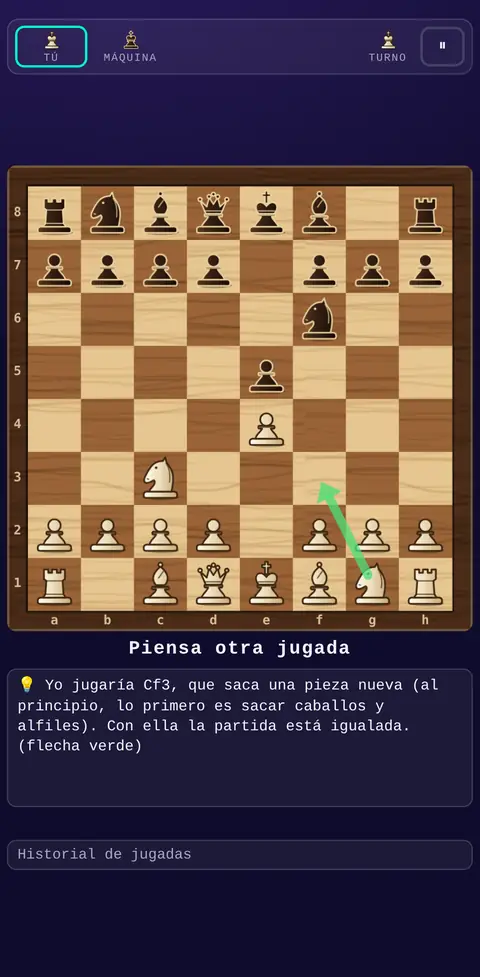 TÚ
MÁQUINA
TURNO
8
7
6
5
4
3
2
1
a b c d e f g h
Piensa otra jugada
💡 Yo jugaría Cf3, que saca una pieza nueva (al
principio, lo primero es sacar caballos y
alfiles). Con ella la partida está igualada.
(flecha verde)
Historial de jugadas